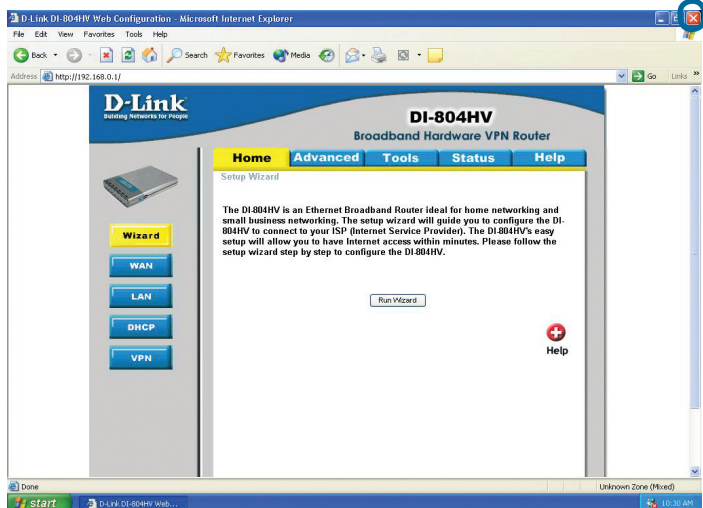 D-Link DI-804HV Web Configuration - Microsoft Internet Explorer
File Edit View Favorites Tools Help
Back Search Favorites Media
Address http://192.168.0.1/ Go Links »
D-Link
Building Networks for People
DI-804HV
Broadband Hardware VPN Router
Home Advanced Tools Status Help
Setup Wizard
The DI-804HV is an Ethernet Broadband Router ideal for home networking and
small business networking. The setup wizard will guide you to configure the DI-
804HV to connect to your ISP (Internet Service Provider). The DI-804HV's easy
setup will allow you to have Internet access within minutes. Please follow the
setup wizard step by step to configure the DI-804HV.
Wizard
WAN
LAN
DHCP
VPN
Run Wizard
Help
Done Unknown Zone (Mixed)
start D-Link DI-804HV Web... 10:30 AM